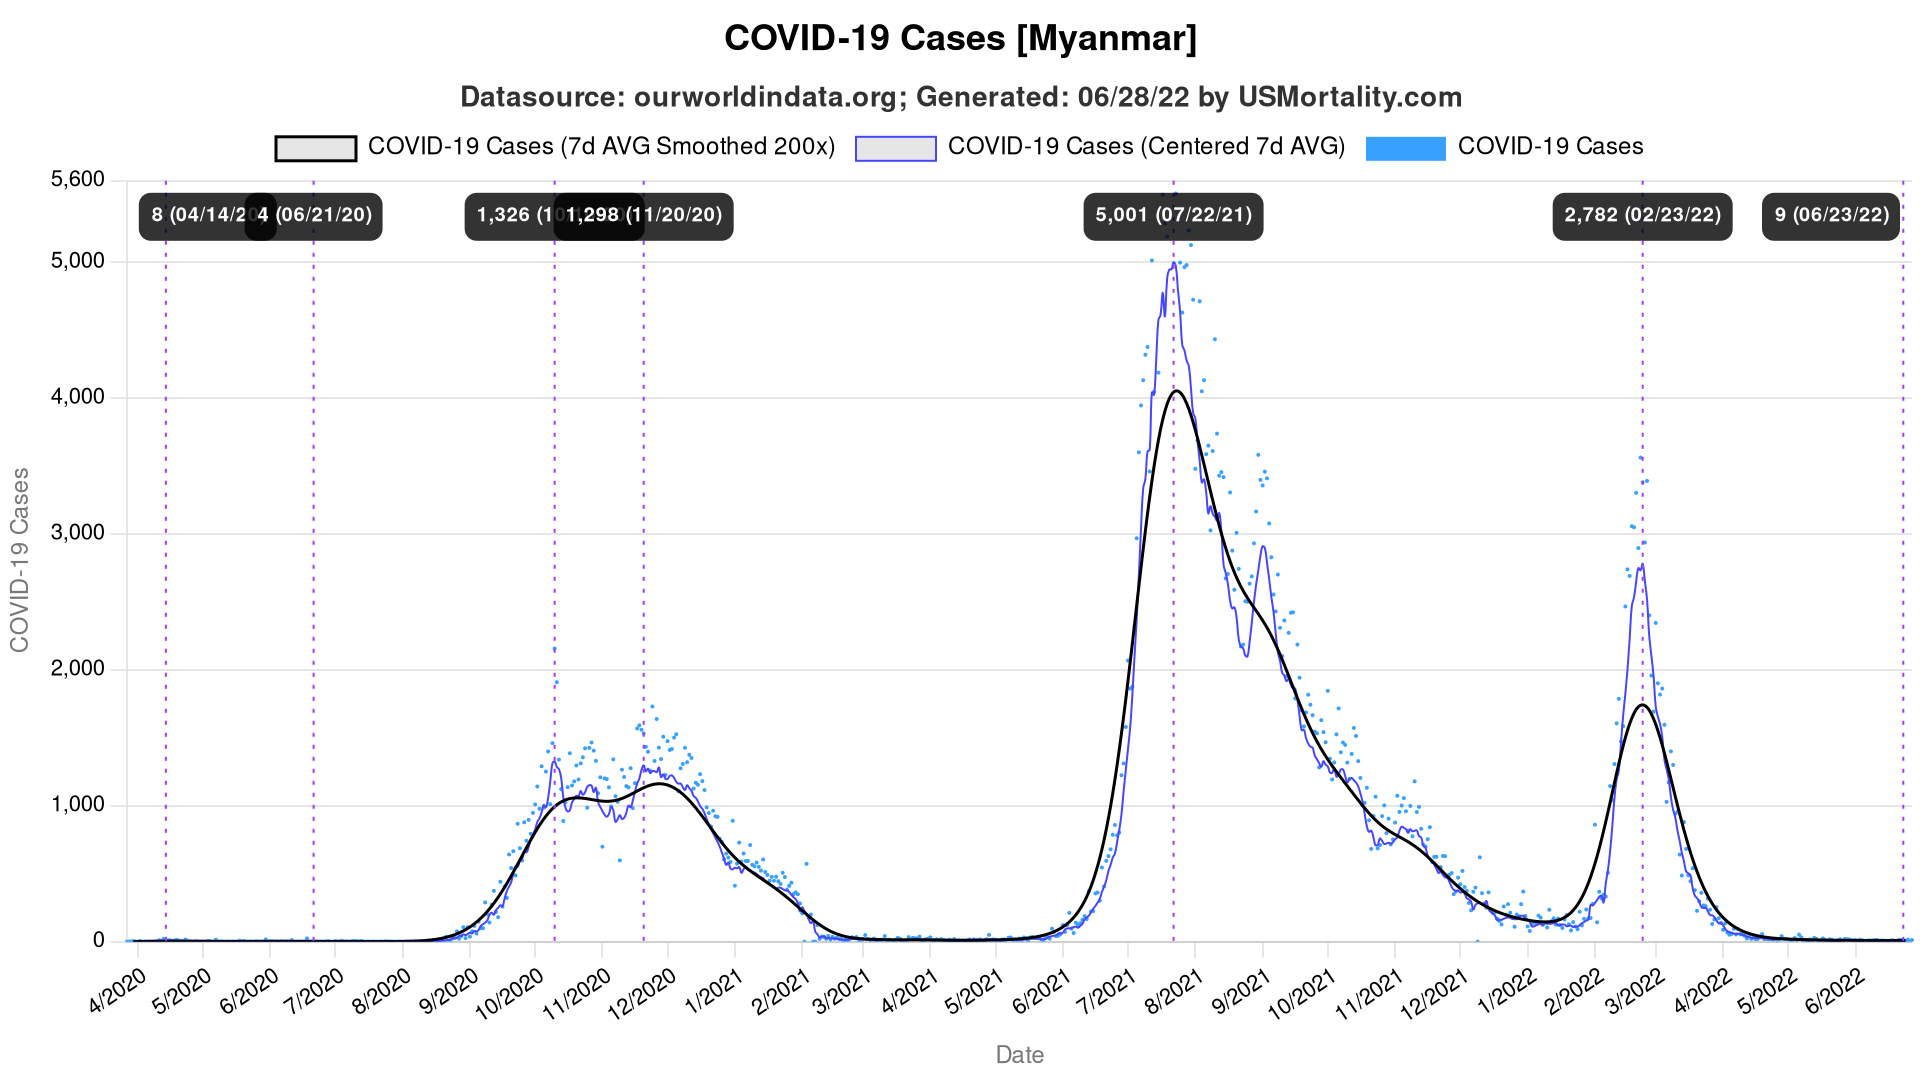 COVID-19 Cases [Myanmar]
Datasource: ourworldindata.org; Generated: 06/28/22 by USMortality.com
COVID-19 Cases (7d AVG Smoothed 200x) COVID-19 Cases (Centered 7d AVG) COVID-19 Cases
5,600
8 (04/14/20 4 (06/21/20) 1,326 (10 1,298 (11/20/20) 5,001 (07/22/21) 2,782 (02/23/22) 9 (06/23/22)
5,000
4,000
3,000
2,000
1,000
0
COVID-19 Cases
4/2020 5/2020 6/2020 7/2020 8/2020 9/2020 10/2020 11/2020 12/2020 1/2021 2/2021 3/2021 4/2021 5/2021 6/2021 7/2021 8/2021 9/2021 10/2021 11/2021 12/2021 1/2022 2/2022 3/2022 4/2022 5/2022 6/2022
Date